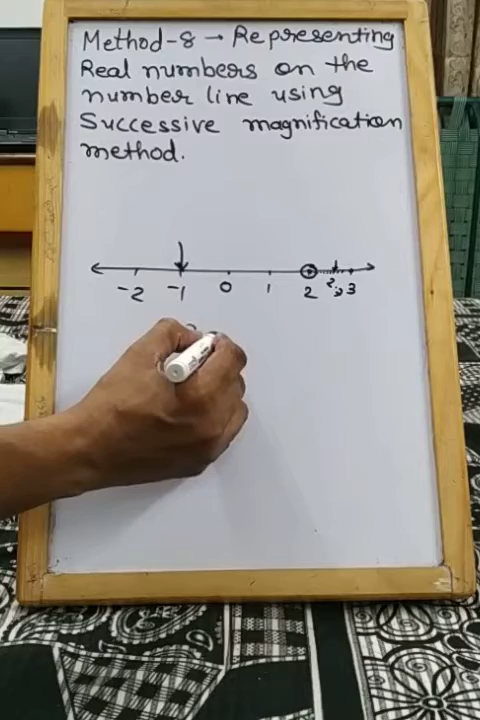 Method-8 → Representing
Real numbers on the
number line using
Successive magnification
method.
-2 -1 0 1 2 3